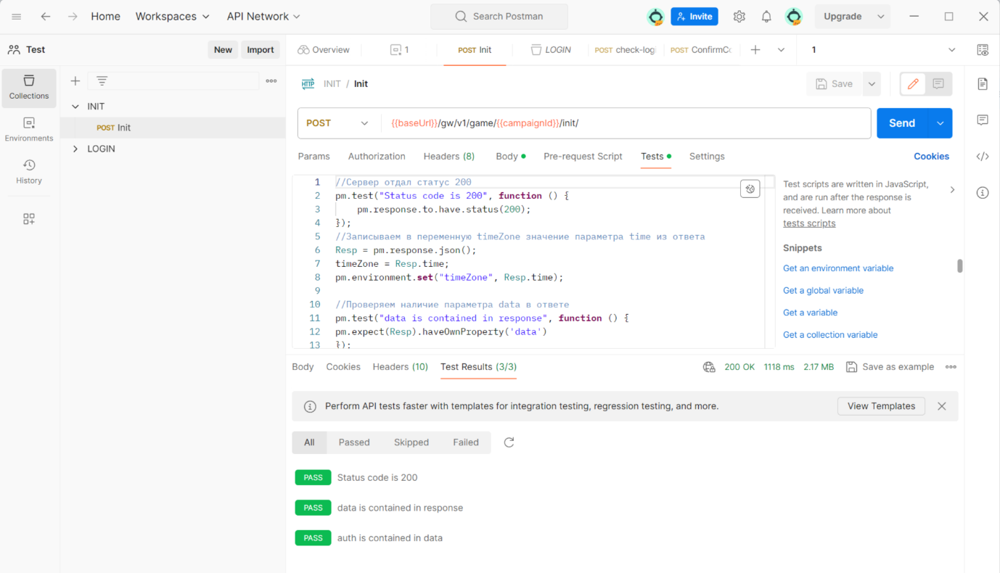 Home Workspaces API Network Search Postman Invite Upgrade
Test New Import Overview 1 POST Init LOGIN POST check-log ConfirmCo 1
Collections
Environments
History
INIT
POST Init
LOGIN
HTTP INIT / Init Save
POST {{baseUrl}}/gw/v1/game/{{campaignId}}/init/ Send
Params Authorization Headers (8) Body Pre-request Script Tests Settings Cookies
1 //Сервер отдал статус 200
2 pm.test("Status code is 200", function () {
3 pm.response.to.have.status(200);
4 });
5 //Записываем в переменную timeZone значение параметра time из ответа
6 Resp = pm.response.json();
7 timeZone = Resp.time;
8 pm.environment.set("timeZone", Resp.time);
9
10 //Проверяем наличие параметра data в ответе
11 pm.test("data is contained in response", function () {
12 pm.expect(Resp).haveOwnProperty('data')
13 });
Test scripts are written in JavaScript,
and are run after the response is
received. Learn more about
tests scripts
Snippets
Get an environment variable
Get a global variable
Get a variable
Get a collection variable
Body Cookies Headers (10) Test Results (3/3) 200 OK 1118 ms 2.17 MB Save as example
Perform API tests faster with templates for integration testing, regression testing, and more. View Templates
All Passed Skipped Failed
PASS Status code is 200
PASS data is contained in response
PASS auth is contained in data